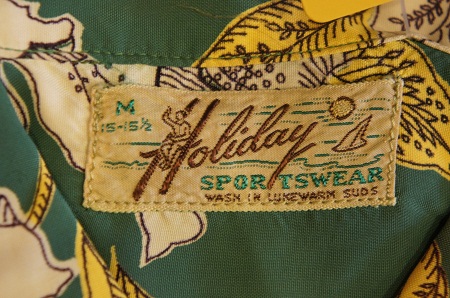 M
15-15½
Holiday
SPORTSWEAR
WASH IN LUKEWARM SUDS